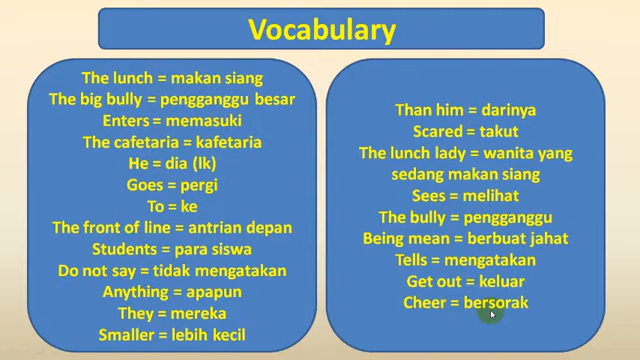 Vocabulary
The lunch = makan siang
The big bully = pengganggu besar
Enters = memasuki
The cafetaria = kafetaria
He = dia (lk)
Goes = pergi
To = ke
The front of line = antrian depan
Students = para siswa
Do not say = tidak mengatakan
Anything = apapun
They = mereka
Smaller = lebih kecil
Than him = darinya
Scared = takut
The lunch lady = wanita yang
sedang makan siang
Sees = melihat
The bully = pengganggu
Being mean = berbuat jahat
Tells = mengatakan
Get out = keluar
Cheer = bersorak